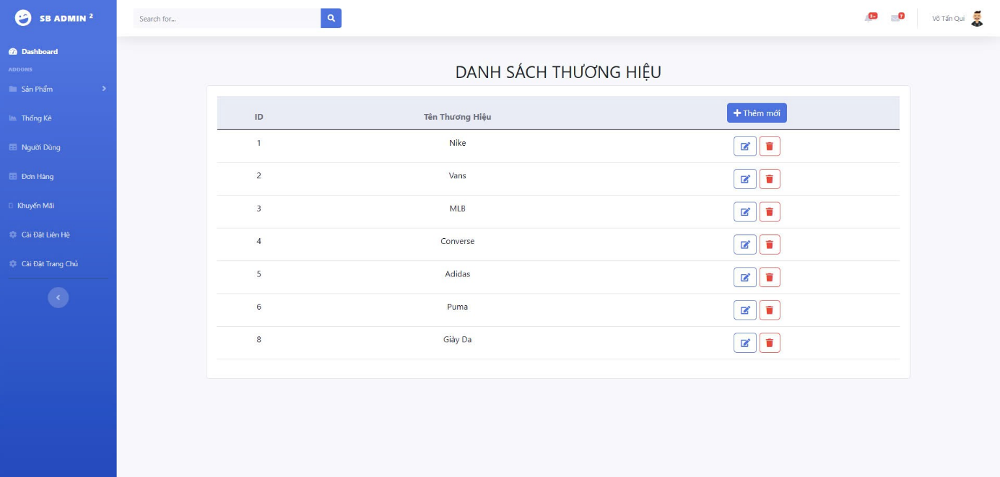 SB ADMIN 2
Search for...
3+
7
Võ Tấn Qui
Dashboard
ADDONS
Sản Phẩm
Thống Kê
Người Dùng
Đơn Hàng
Khuyến Mãi
Cài Đặt Liên Hệ
Cài Đặt Trang Chủ
DANH SÁCH THƯƠNG HIỆU
ID Tên Thương Hiệu Thêm mới
1 Nike
2 Vans
3 MLB
4 Converse
5 Adidas
6 Puma
8 Giày Da